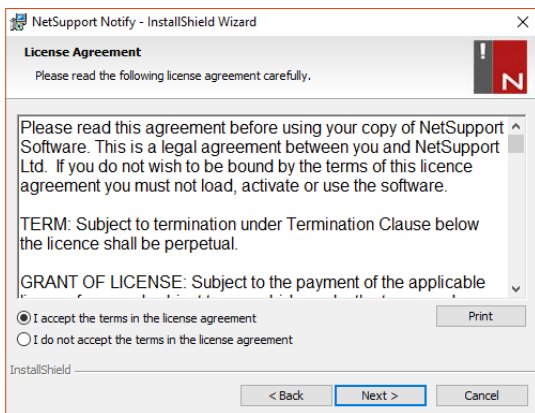 NetSupport Notify - InstallShield Wizard
License Agreement
Please read the following license agreement carefully.
! N
Please read this agreement before using your copy of NetSupport
Software. This is a legal agreement between you and NetSupport
Ltd. If you do not wish to be bound by the terms of this licence
agreement you must not load, activate or use the software.
TERM: Subject to termination under Termination Clause below
the licence shall be perpetual.
GRANT OF LICENSE: Subject to the payment of the applicable
I accept the terms in the license agreement
Print
I do not accept the terms in the license agreement
InstallShield
< Back
Next >
Cancel